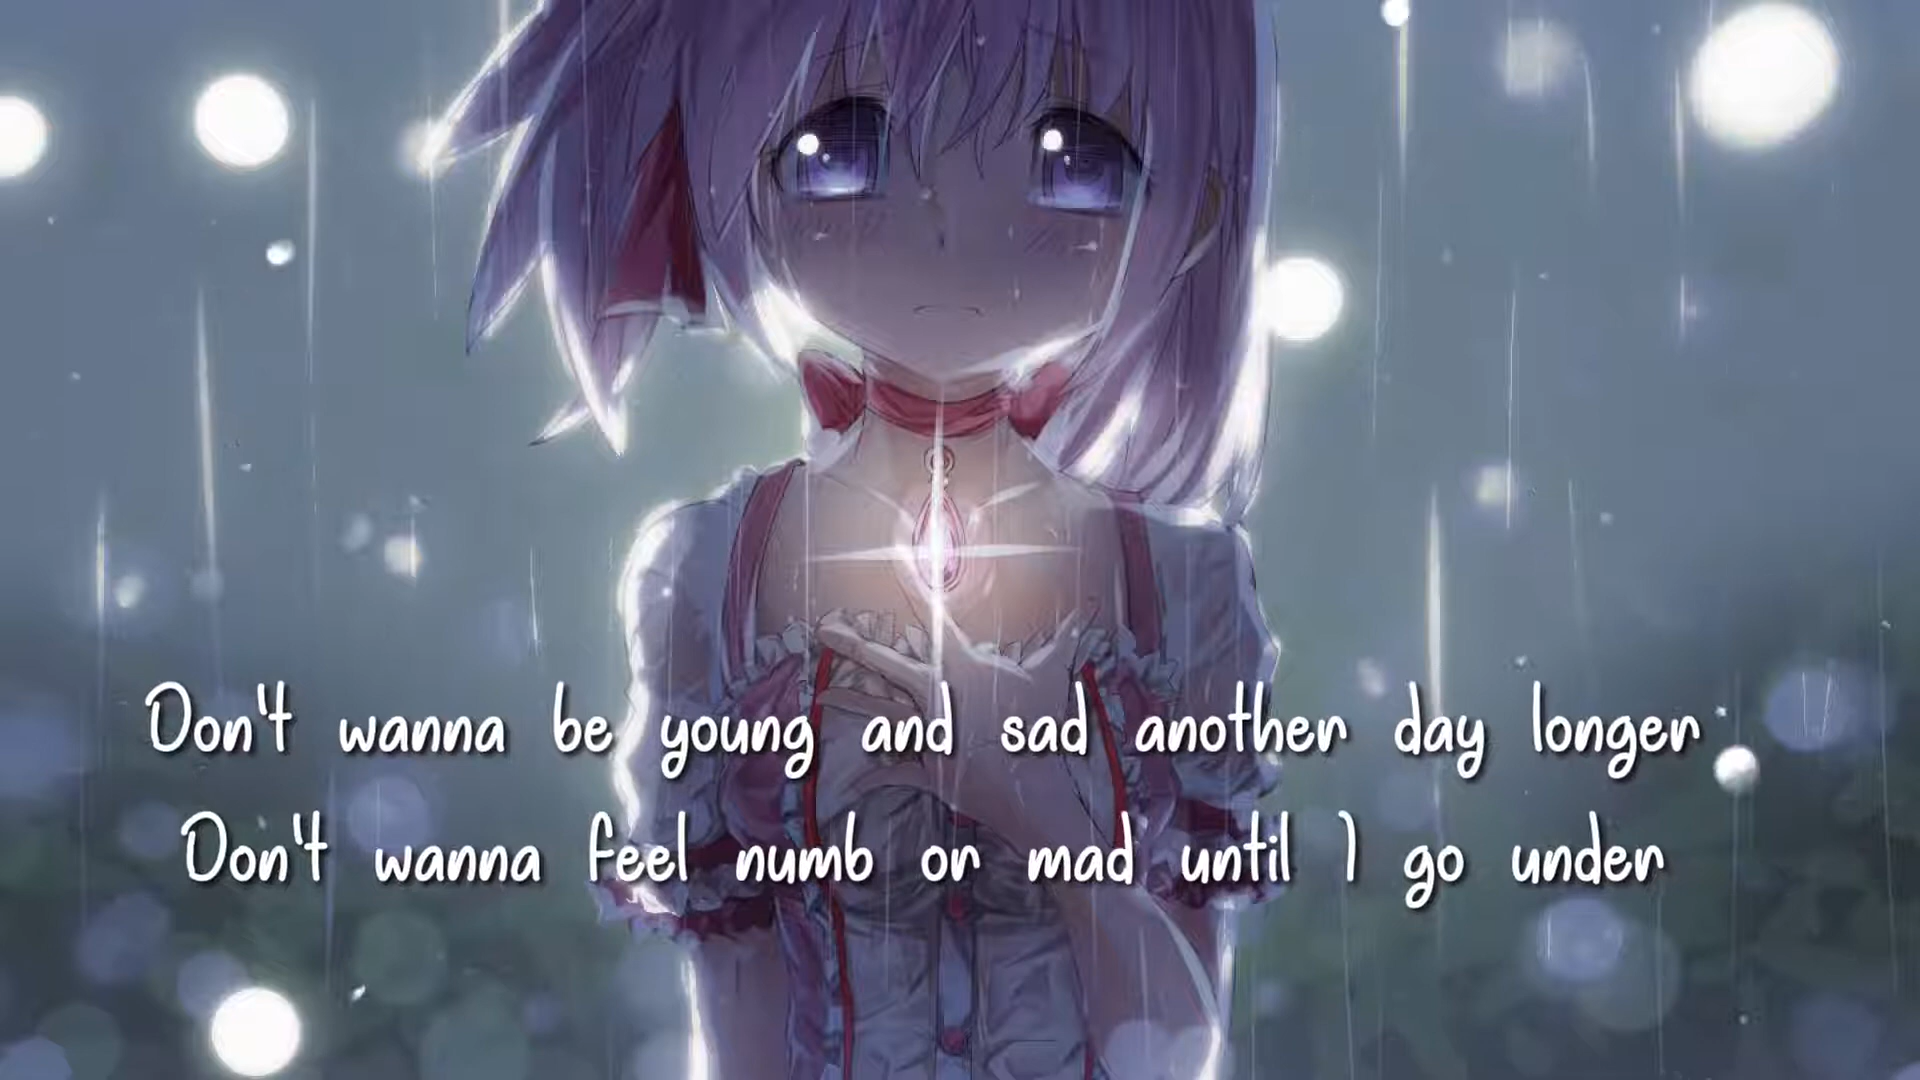 Don't wanna be young and sad another day longer
Don't wanna feel numb or mad until I go under